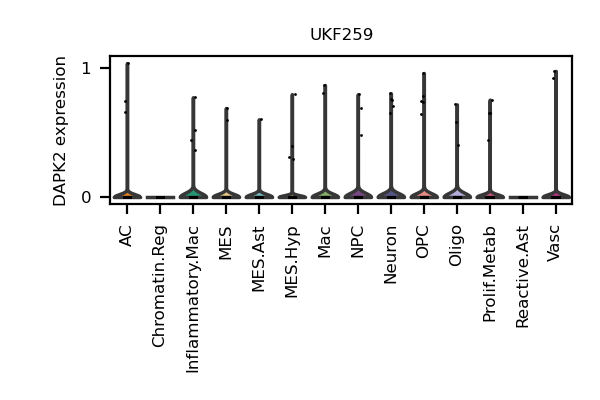 UKF259
DAPK2 expression
1
0
AC
Chromatin.Reg
Inflammatory.Mac
MES
MES.Ast
MES.Hyp
Mac
NPC
Neuron
OPC
Oligo
Prolif.Metab
Reactive.Ast
Vasc